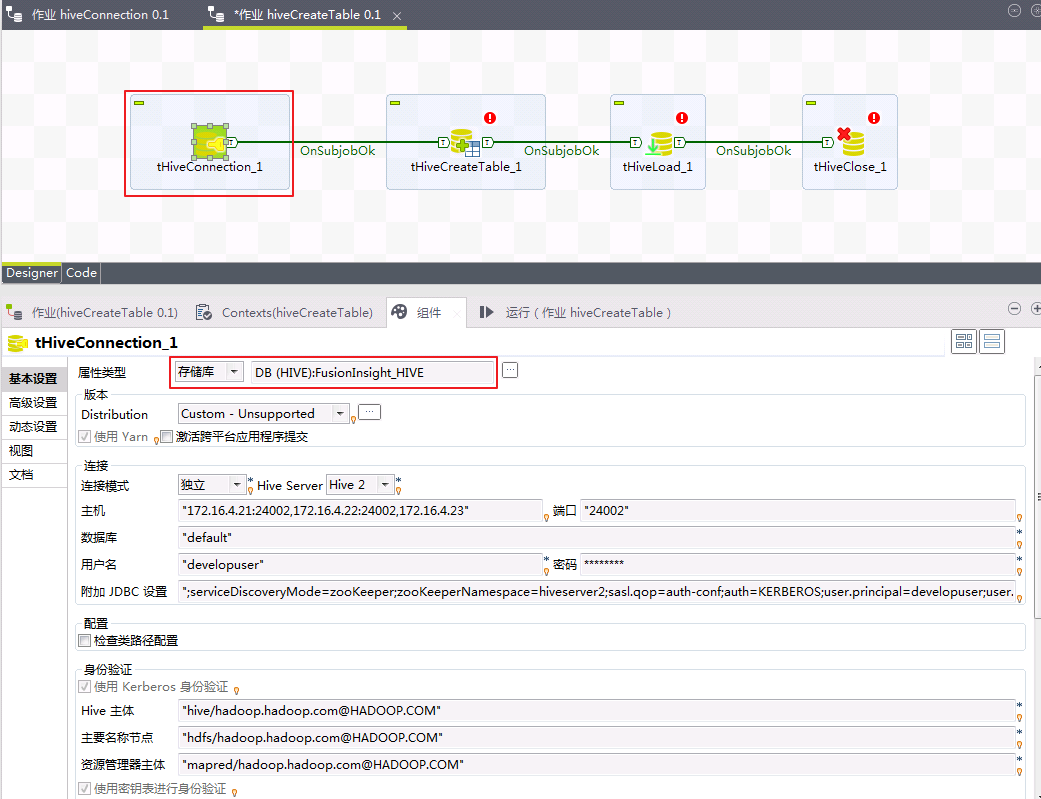 作业 hiveConnection 0.1
*作业 hiveCreateTable 0.1
OnSubjobOk
OnSubjobOk
OnSubjobOk
tHiveConnection_1
tHiveCreateTable_1
tHiveLoad_1
tHiveClose_1
Designer
Code
作业(hiveCreateTable 0.1)
Contexts(hiveCreateTable)
组件
运行 ( 作业 hiveCreateTable )
tHiveConnection_1
基本设置
高级设置
动态设置
视图
文档
属性类型 存储库 DB (HIVE):FusionInsight_HIVE
版本
Distribution Custom - Unsupported
使用 Yarn 激活跨平台应用程序提交
连接
连接模式 独立 * Hive Server Hive 2 *
主机 "172.16.4.21:24002,172.16.4.22:24002,172.16.4.23" 端口 "24002"
数据库 "default" *
用户名 "developuser" * 密码 ******** *
附加 JDBC 设置 ";serviceDiscoveryMode=zooKeeper;zooKeeperNamespace=hiveserver2;sasl.qop=auth-conf;auth=KERBEROS;user.principal=developuser;user.
配置
检查类路径配置
身份验证
使用 Kerberos 身份验证
Hive 主体 "hive/hadoop.hadoop.com@HADOOP.COM" *
主要名称节点 "hdfs/hadoop.hadoop.com@HADOOP.COM" *
资源管理器主体 "mapred/hadoop.hadoop.com@HADOOP.COM" *
使用密钥表进行身份验证